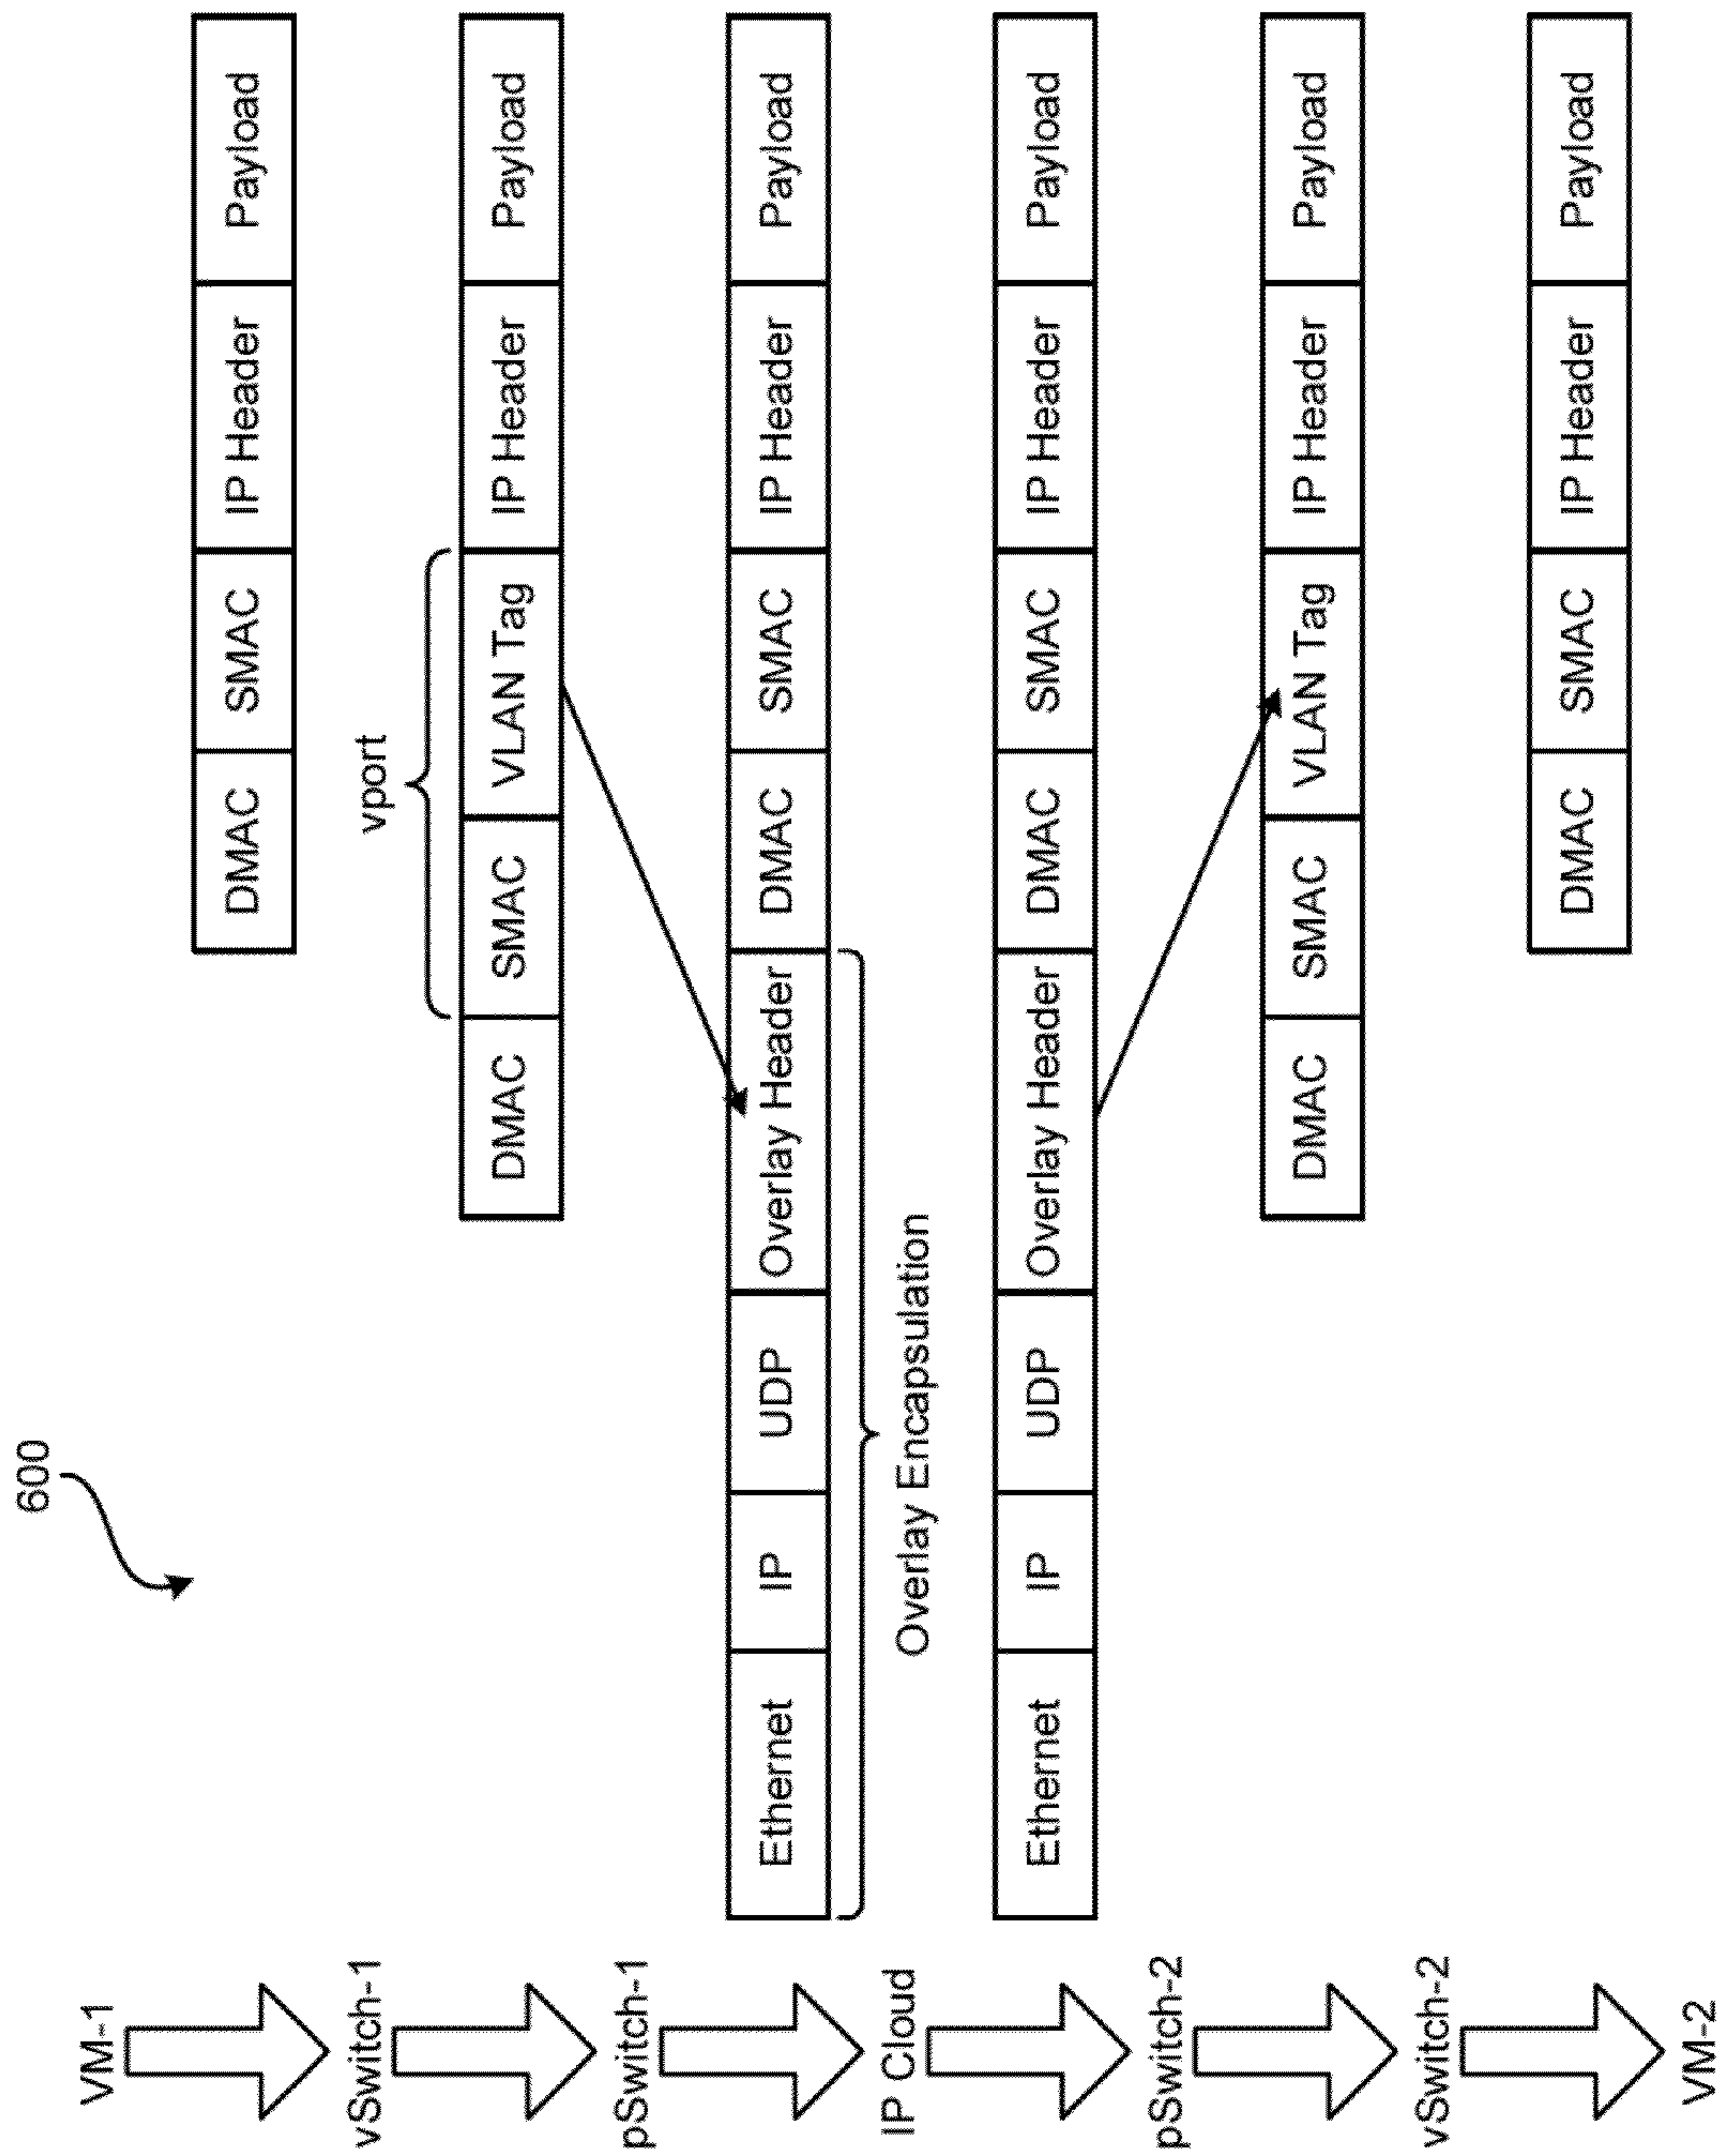 600
VM-1
DMAC SMAC IP Header Payload
vSwitch-1
vport
DMAC SMAC VLAN Tag IP Header Payload
pSwitch-1
Ethernet IP UDP Overlay Header DMAC SMAC IP Header Payload
IP Cloud
Overlay Encapsulation
Ethernet IP UDP Overlay Header DMAC SMAC IP Header Payload
pSwitch-2
DMAC SMAC VLAN Tag IP Header Payload
vSwitch-2
DMAC SMAC IP Header Payload
VM-2